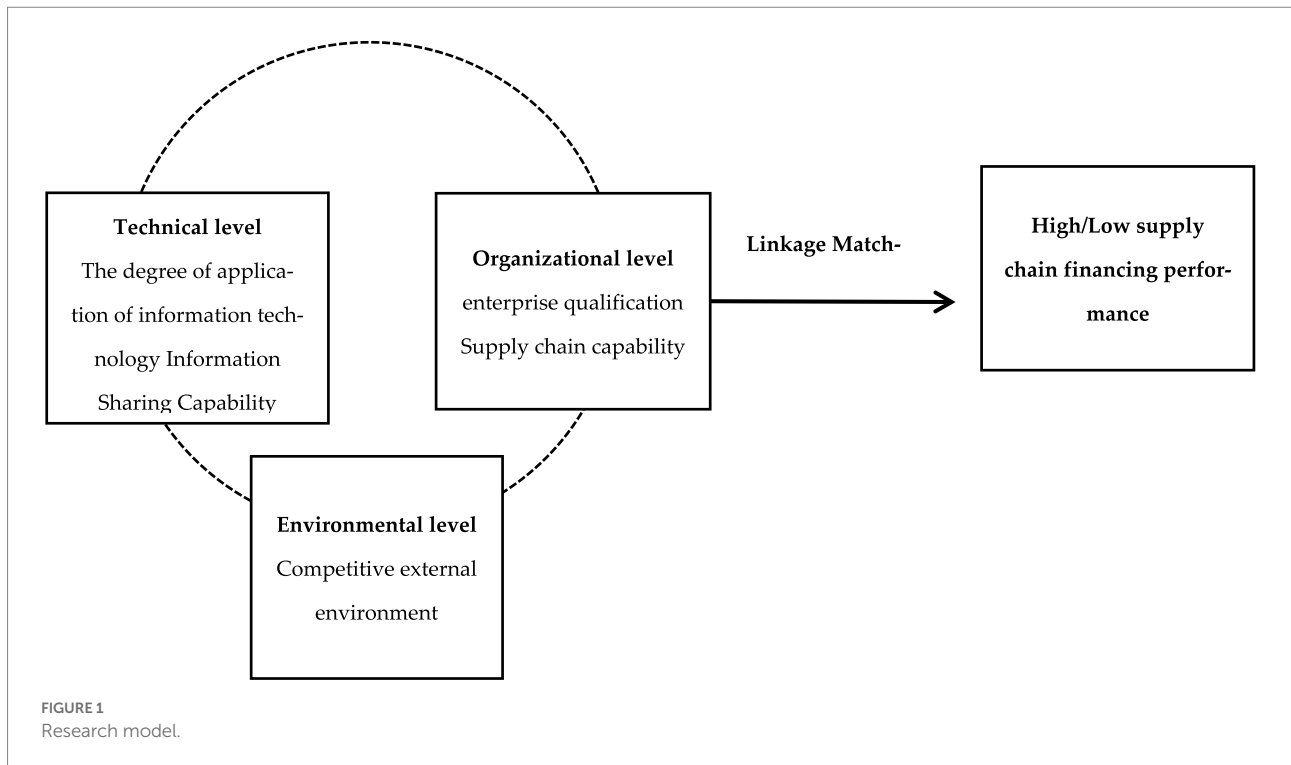 Technical level
The degree of applica-
tion of information tech-
nology Information
Sharing Capability
Organizational level
enterprise qualification
Supply chain capability
Environmental level
Competitive external
environment
Linkage Match-
High/Low supply
chain financing perfor-
mance
FIGURE 1
Research model.